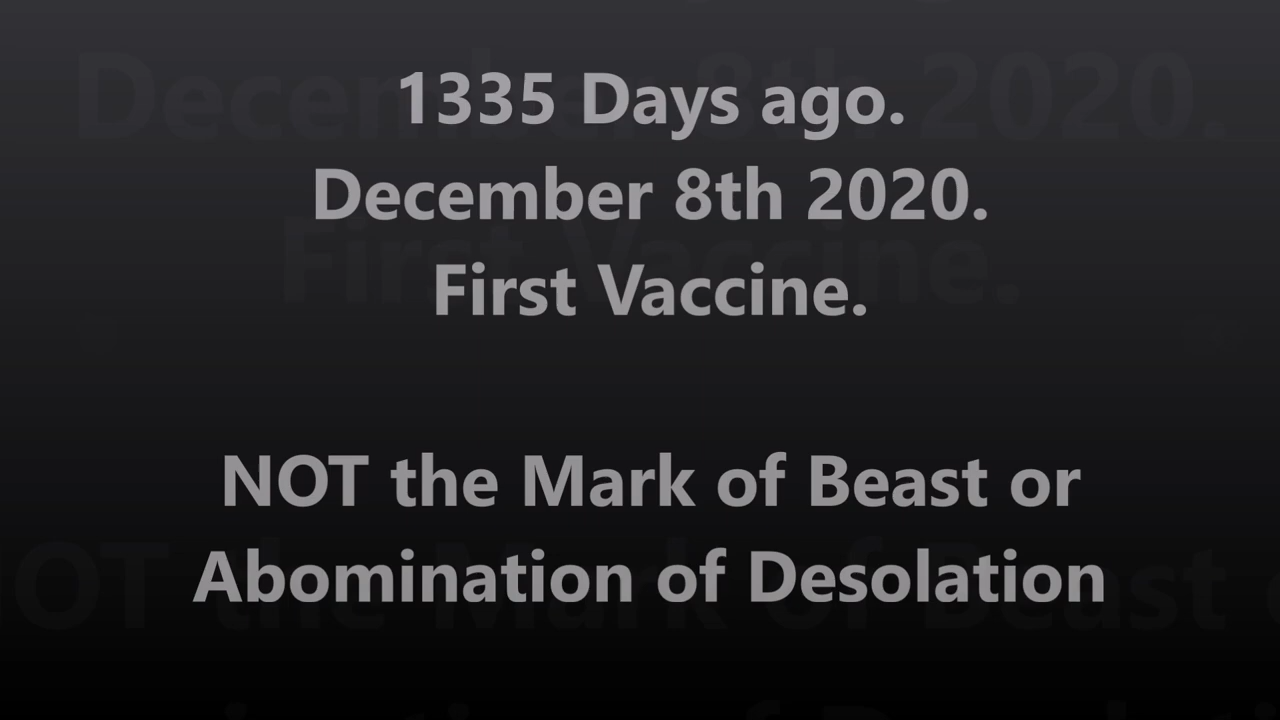 1335 Days ago.
December 8th 2020.
First Vaccine.
NOT the Mark of Beast or
Abomination of Desolation